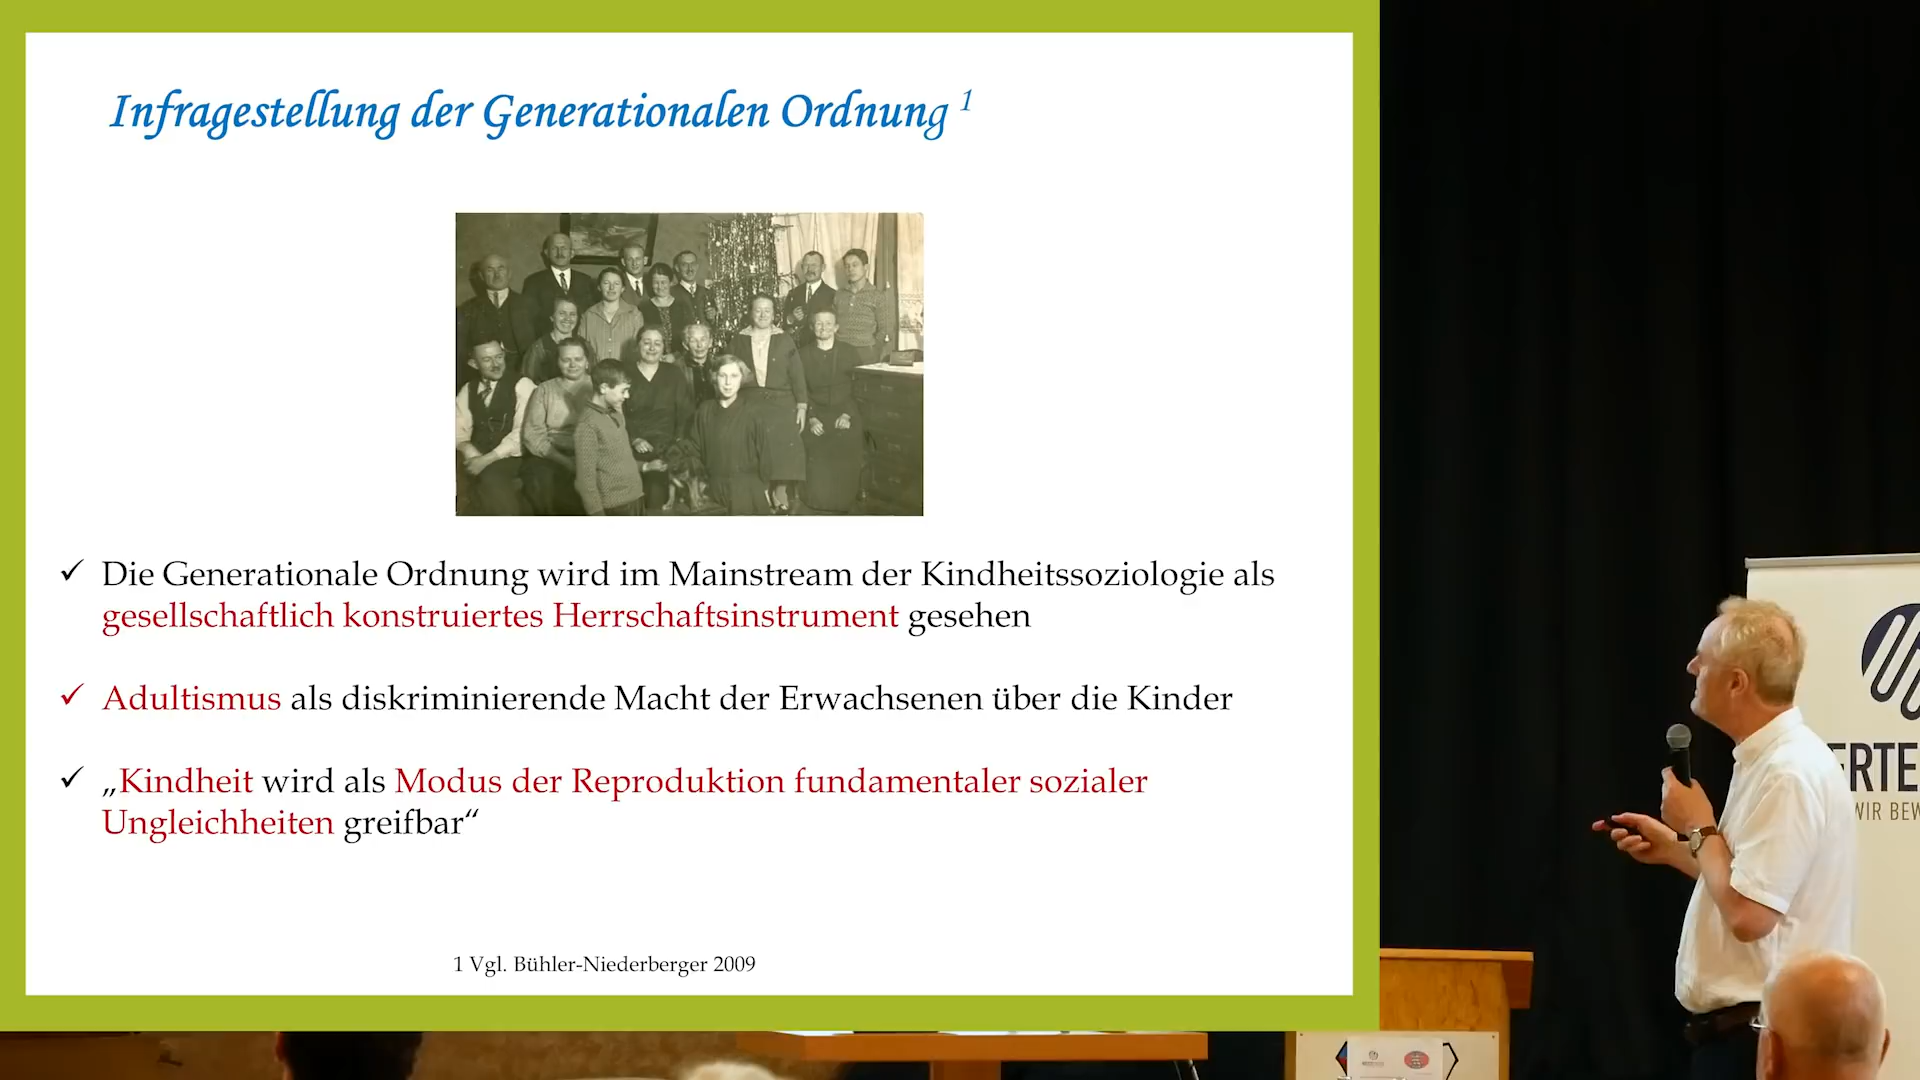 Infragestellung der Generationalen Ordnung 1
✓ Die Generationale Ordnung wird im Mainstream der Kindheitssoziologie als
gesellschaftlich konstruiertes Herrschaftsinstrument gesehen
✓ Adultismus als diskriminierende Macht der Erwachsenen über die Kinder
✓ „Kindheit wird als Modus der Reproduktion fundamentaler sozialer
Ungleichheiten greifbar“
1 Vgl. Bühler-Niederberger 2009
ERTE
WIR BEW